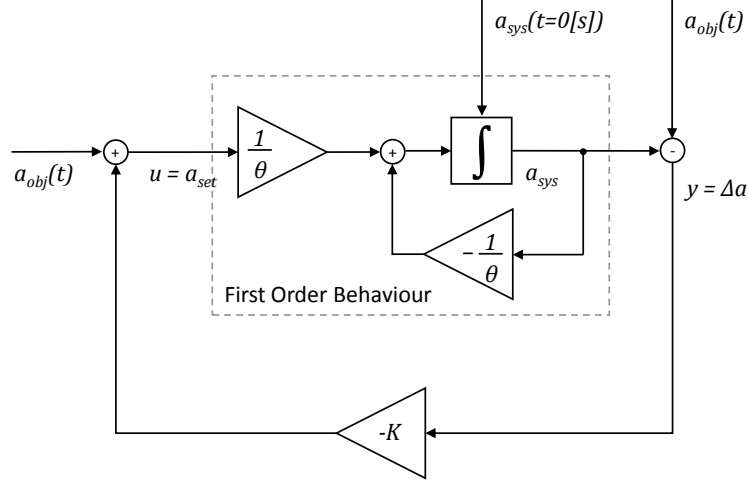 a_sys(t=0[s])
a_obj(t)
1
θ
∫
+
+
-
a_obj(t)
u = a_set
a_sys
y = Δa
- 1
θ
First Order Behaviour
-K